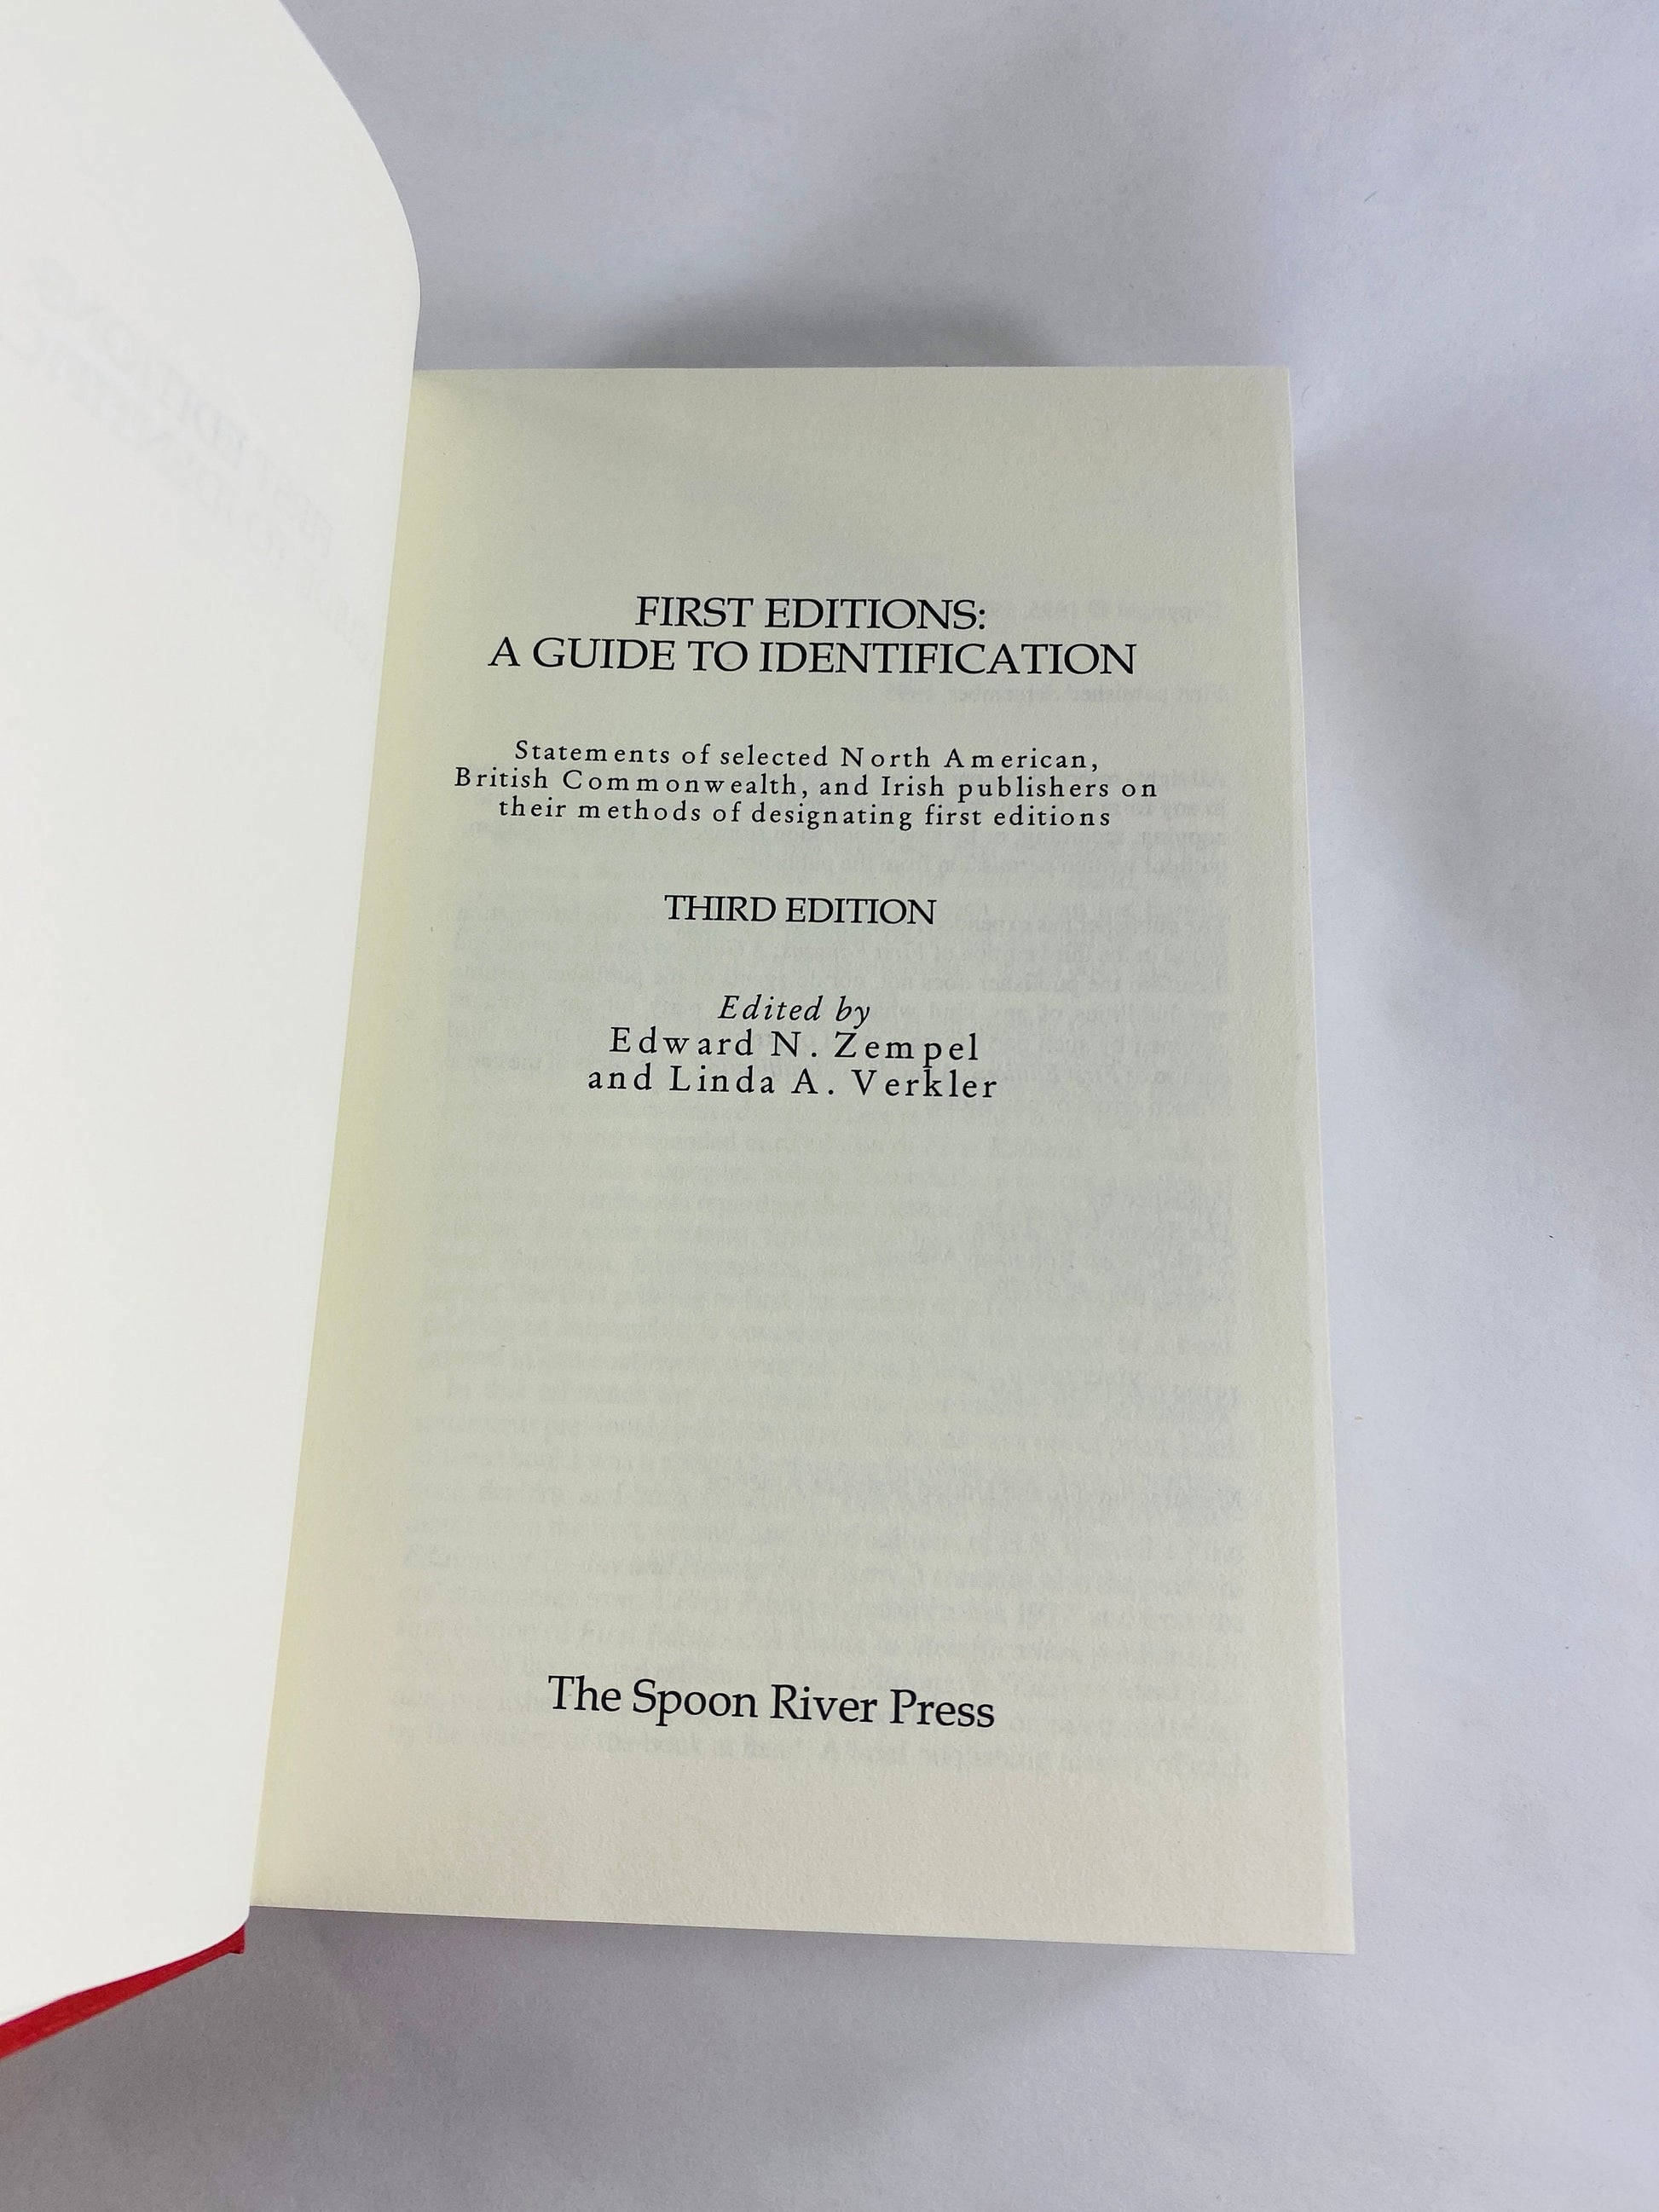 FIRST EDITIONS:
A GUIDE TO IDENTIFICATION
Statements of selected North American,
British Commonwealth, and Irish publishers on
their methods of designating first editions
THIRD EDITION
Edited by
Edward N. Zempel
and Linda A. Verkler
The Spoon River Press